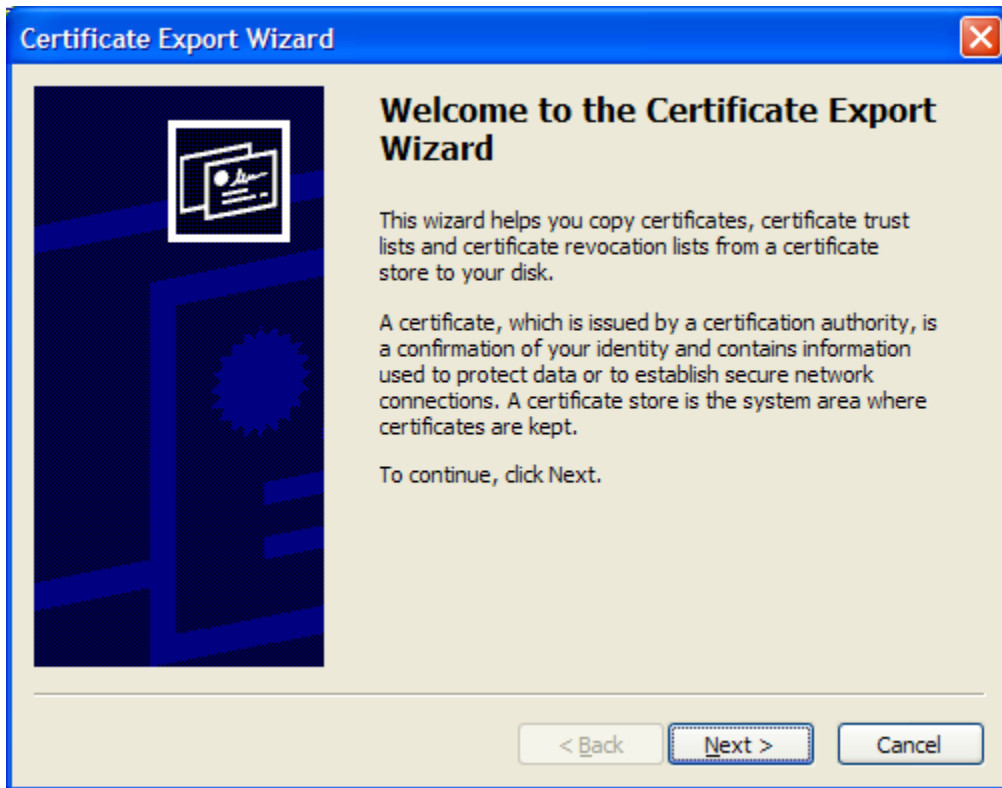 Certificate Export Wizard
Welcome to the Certificate Export
Wizard
This wizard helps you copy certificates, certificate trust
lists and certificate revocation lists from a certificate
store to your disk.
A certificate, which is issued by a certification authority, is
a confirmation of your identity and contains information
used to protect data or to establish secure network
connections. A certificate store is the system area where
certificates are kept.
To continue, click Next.
< Back
Next >
Cancel